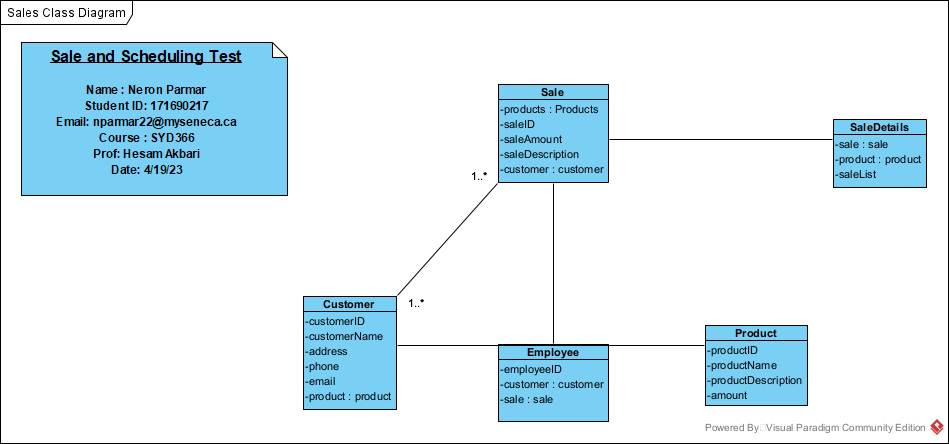 Sales Class Diagram
Sale and Scheduling Test
Name : Neron Parmar
Student ID: 171690217
Email: nparmar22@myseneca.ca
Course : SYD366
Prof: Hesam Akbari
Date: 4/19/23
Sale
-products : Products
-saleID
-saleAmount
-saleDescription
-customer : customer
SaleDetails
-sale : sale
-product : product
-saleList
1..*
1..*
Customer
-customerID
-customerName
-address
-phone
-email
-product : product
Employee
-employeeID
-customer : customer
-sale : sale
Product
-productID
-productName
-productDescription
-amount
Powered By Visual Paradigm Community Edition